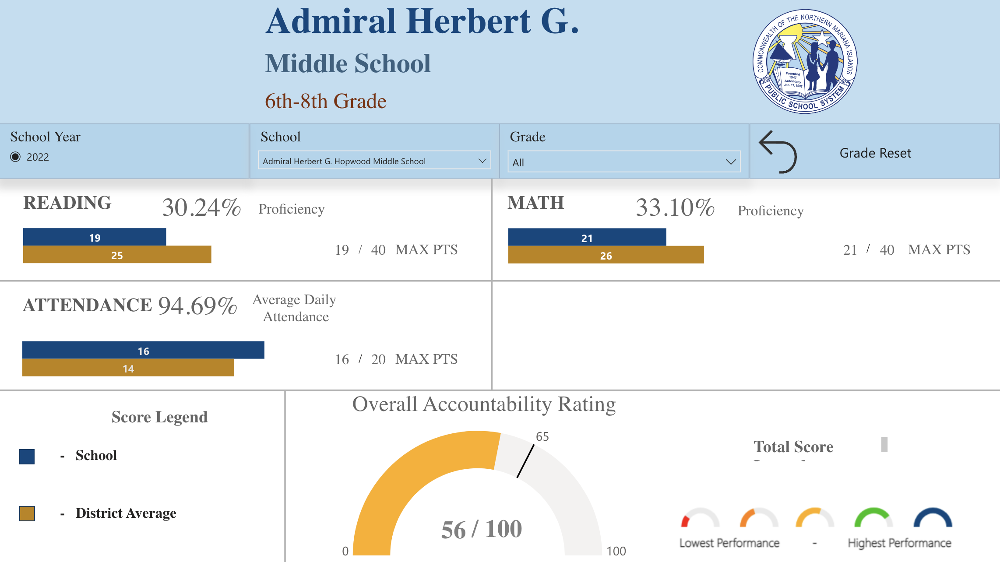 Admiral Herbert G.
Middle School
6th-8th Grade
COMMONWEALTH OF THE NORTHERN MARIANA ISLANDS
Founded
1947
Autonomy
Jan. 11, 1988
PUBLIC SCHOOL SYSTEM
School Year
2022
School
Admiral Herbert G. Hopwood Middle School
Grade
All
Grade Reset
READING 30.24% Proficiency
19
25
19 / 40 MAX PTS
MATH 33.10% Proficiency
21
26
21 / 40 MAX PTS
ATTENDANCE 94.69% Average Daily
Attendance
16
14
16 / 20 MAX PTS
Score Legend
- School
- District Average
Overall Accountability Rating
65
56 / 100
0
100
Total Score
Lowest Performance - Highest Performance